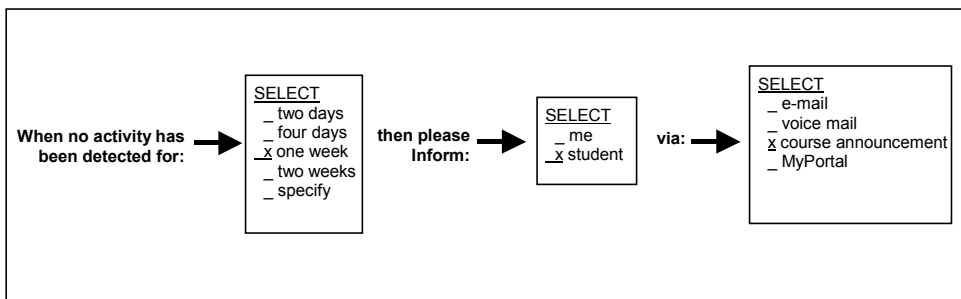 When no activity has
been detected for:
SELECT
_ two days
_ four days
x one week
_ two weeks
_ specify
then please
Inform:
SELECT
_ me
x student
via:
SELECT
_ e-mail
_ voice mail
x course announcement
_ MyPortal